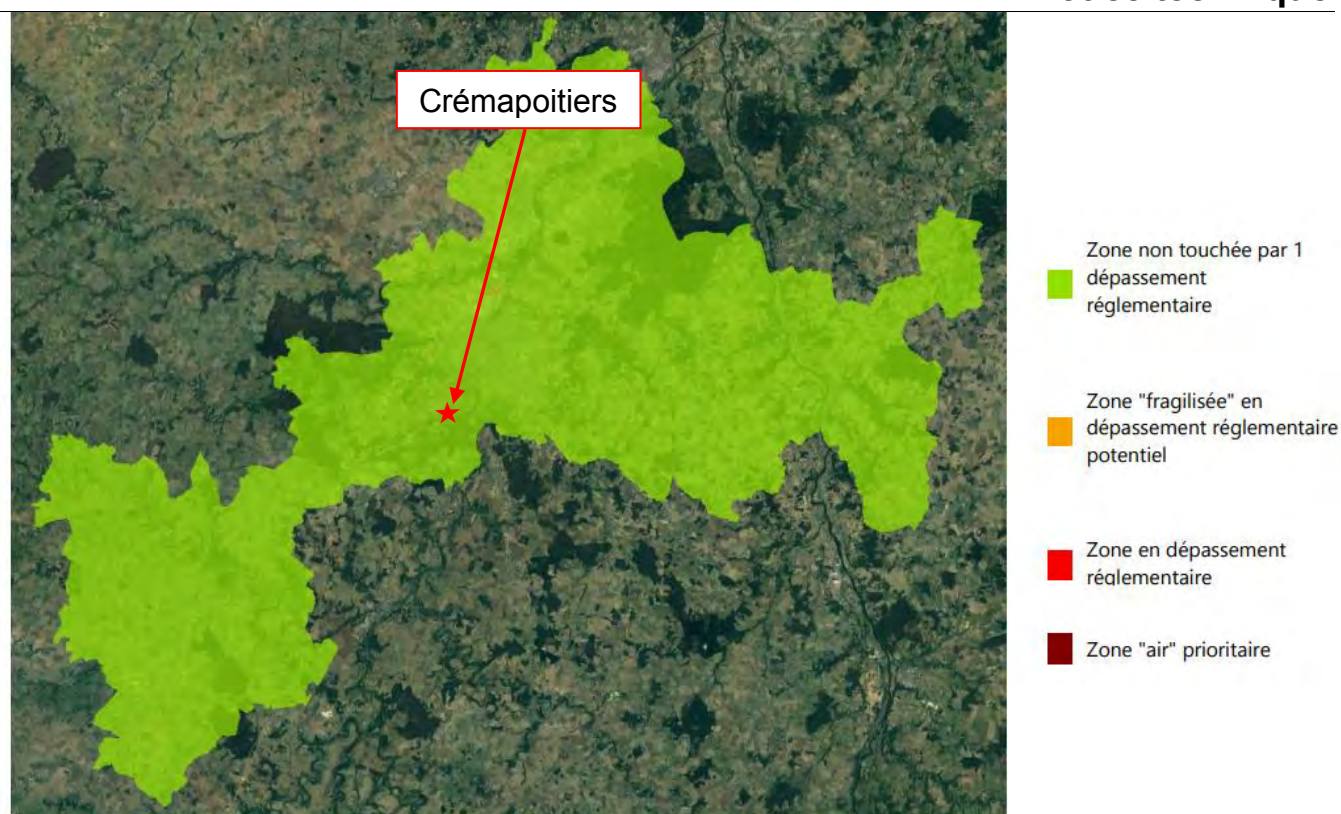 Crémapoitiers
Zone non touchée par 1
dépassement
réglementaire
Zone "fragilisée" en
dépassement réglementaire
potentiel
Zone en dépassement
réglementaire
Zone "air" prioritaire